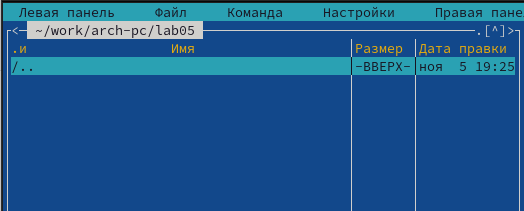 Левая панель Файл Команда Настройки Правая пане
<- ~/work/arch-pc/lab05 .[^]>
.и Имя Размер Дата правки
/.. -ВВЕРХ- ноя 5 19:25